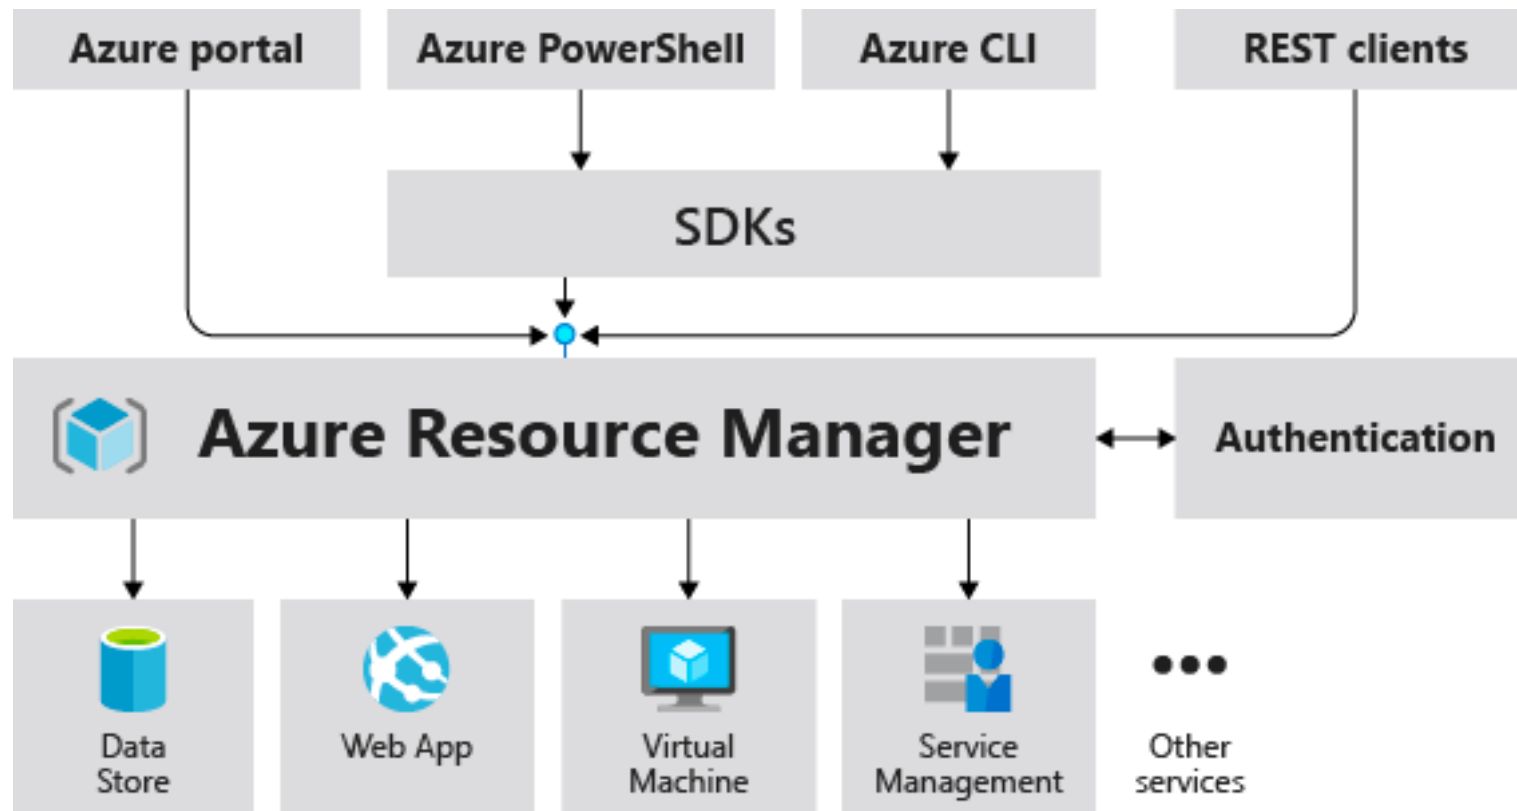 Azure portal
Azure PowerShell
Azure CLI
REST clients
SDKs
Azure Resource Manager
Authentication
Data
Store
Web App
Virtual
Machine
Service
Management
Other
services